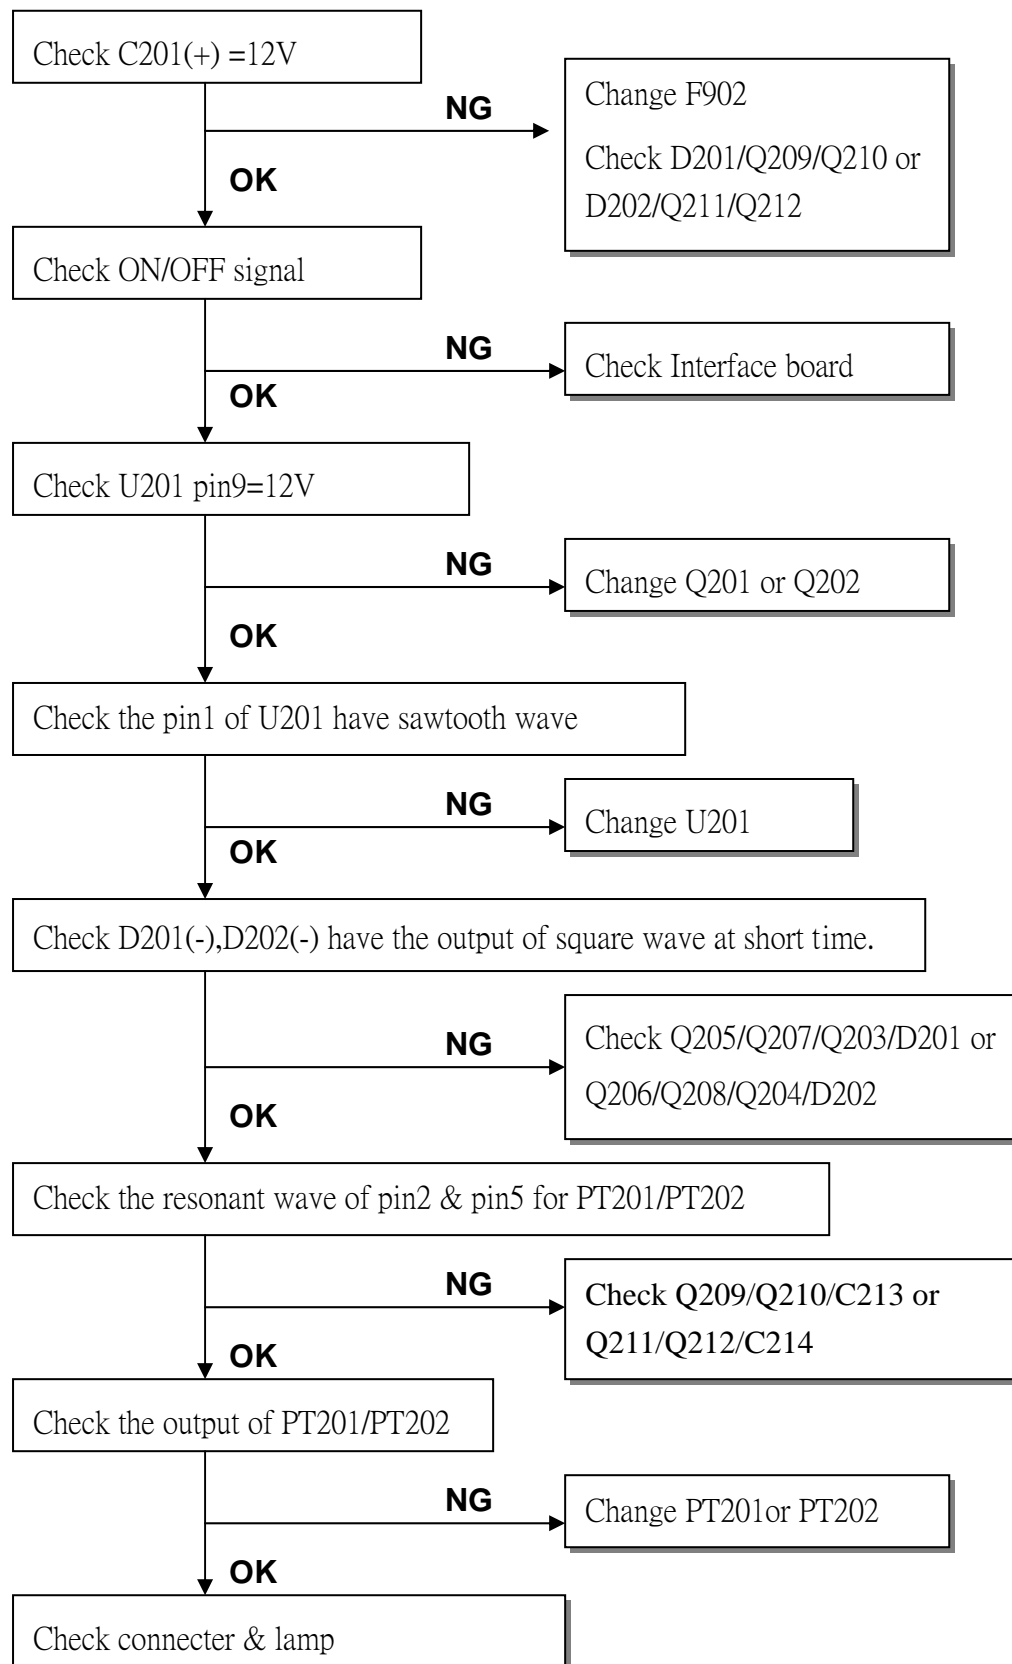 Check C201(+) =12V
NG
Change F902
Check D201/Q209/Q210 or
D202/Q211/Q212
OK
Check ON/OFF signal
NG
Check Interface board
OK
Check U201 pin9=12V
NG
Change Q201 or Q202
OK
Check the pin1 of U201 have sawtooth wave
NG
Change U201
OK
Check D201(-),D202(-) have the output of square wave at short time.
NG
Check Q205/Q207/Q203/D201 or
Q206/Q208/Q204/D202
OK
Check the resonant wave of pin2 & pin5 for PT201/PT202
NG
Check Q209/Q210/C213 or
Q211/Q212/C214
OK
Check the output of PT201/PT202
NG
Change PT201or PT202
OK
Check connecter & lamp